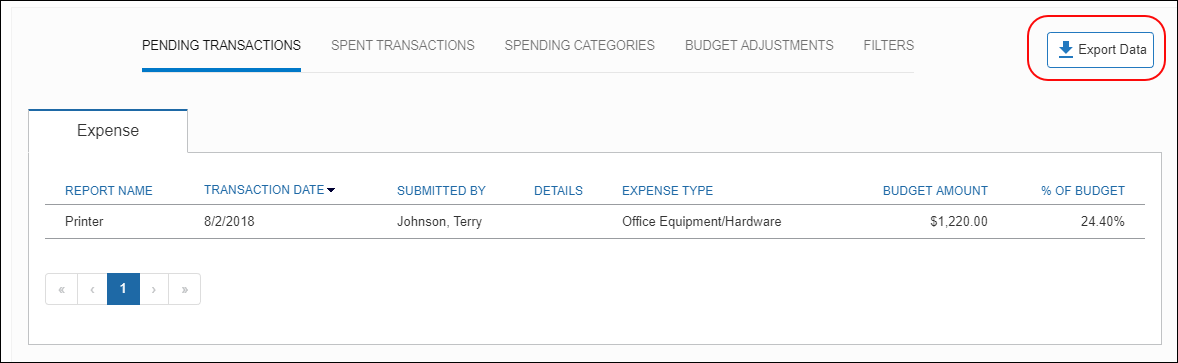 PENDING TRANSACTIONS SPENT TRANSACTIONS SPENDING CATEGORIES BUDGET ADJUSTMENTS FILTERS Export Data
Expense
REPORT NAME TRANSACTION DATE SUBMITTED BY DETAILS EXPENSE TYPE BUDGET AMOUNT % OF BUDGET
Printer 8/2/2018 Johnson, Terry Office Equipment/Hardware $1,220.00 24.40%
« ‹ 1 › »